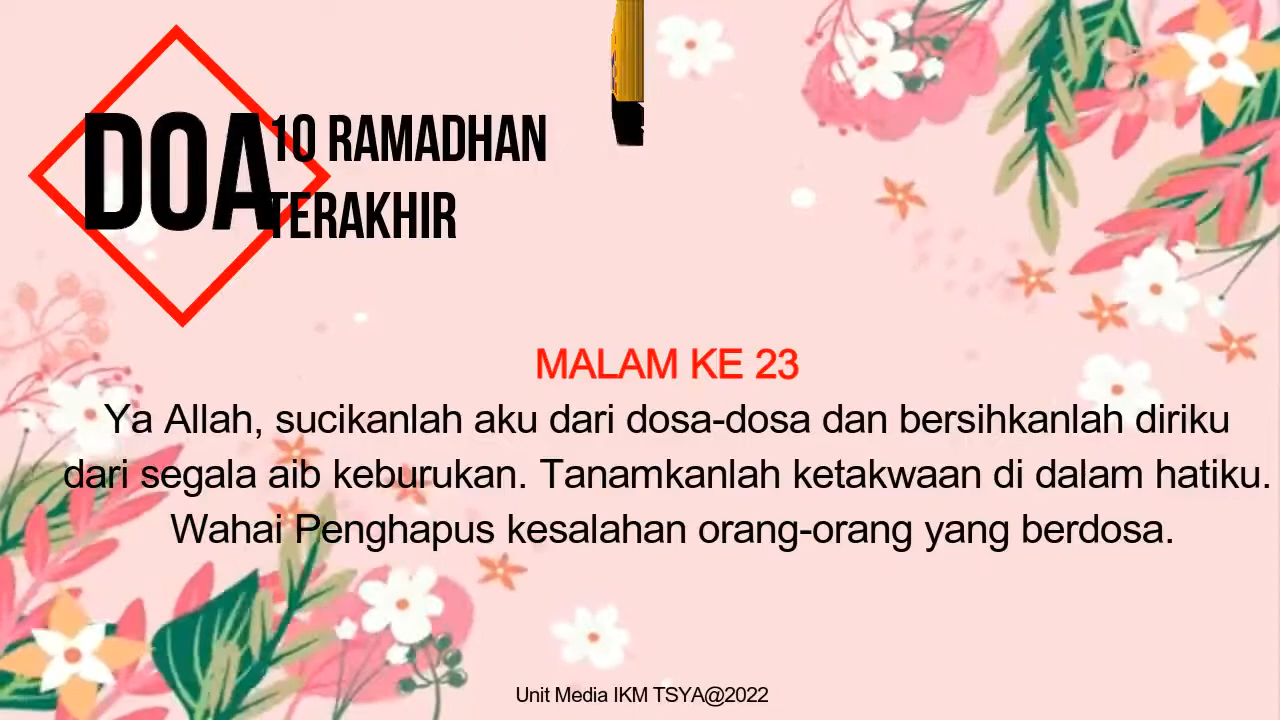 DOA
10 RAMADHAN
TERAKHIR
MALAM KE 23
Ya Allah, sucikanlah aku dari dosa-dosa dan bersihkanlah diriku
dari segala aib keburukan. Tanamkanlah ketakwaan di dalam hatiku.
Wahai Penghapus kesalahan orang-orang yang berdosa.
Unit Media IKM TSYA@2022